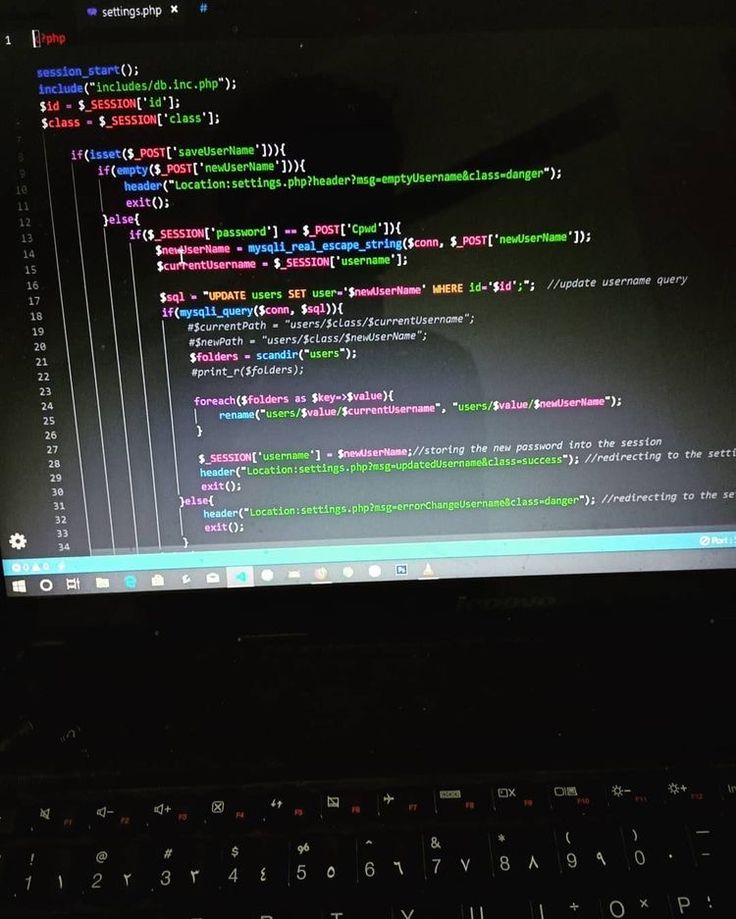 settings.php × #
1 <?php
session_start();
include("includes/db.inc.php");
$id = $_SESSION['id'];
$class = $_SESSION['class'];
7
8 if(isset($_POST['saveUserName'])){
9 if(empty($_POST['newUserName'])){
10 header("Location:settings.php?header?msg=emptyUsername&class=danger");
11 exit();
12 }else{
13 if($_SESSION['password'] == $_POST['Cpwd']){
14 $newUserName = mysqli_real_escape_string($conn, $_POST['newUserName']);
15 $currentUsername = $_SESSION['username'];
16
17 $sql = "UPDATE users SET user='$newUserName' WHERE id='$id';"; //update username query
18 if(mysqli_query($conn, $sql)){
19 #$currentPath = "users/$class/$currentUsername";
20 #$newPath = "users/$class/$newUserName";
21 $folders = scandir("users");
22 #print_r($folders);
23
24 foreach($folders as $key=>$value){
25 rename("users/$value/$currentUsername", "users/$value/$newUserName");
26 }
27
28 $_SESSION['username'] = $newUserName;//storing the new password into the session
29 header("Location:settings.php?msg=updatedUsername&class=success"); //redirecting to the setti
30 exit();
31 }else{
32 header("Location:settings.php?msg=errorChangeUsername&class=danger"); //redirecting to the se
33 exit();
34 }
0 0 Port :
Ps
lenovo
F1 F2 F3 F4 F5 F6 F7 F8 F9 F10 F11 F12 In
! @ # $ % ^ & * ( ) —
1 ١ 2 ٢ 3 ٣ 4 ٤ 5 ٥ 6 ٦ 7 ٧ 8 ٨ 9 ٩ 0 ٠ -
÷ O × P ؛